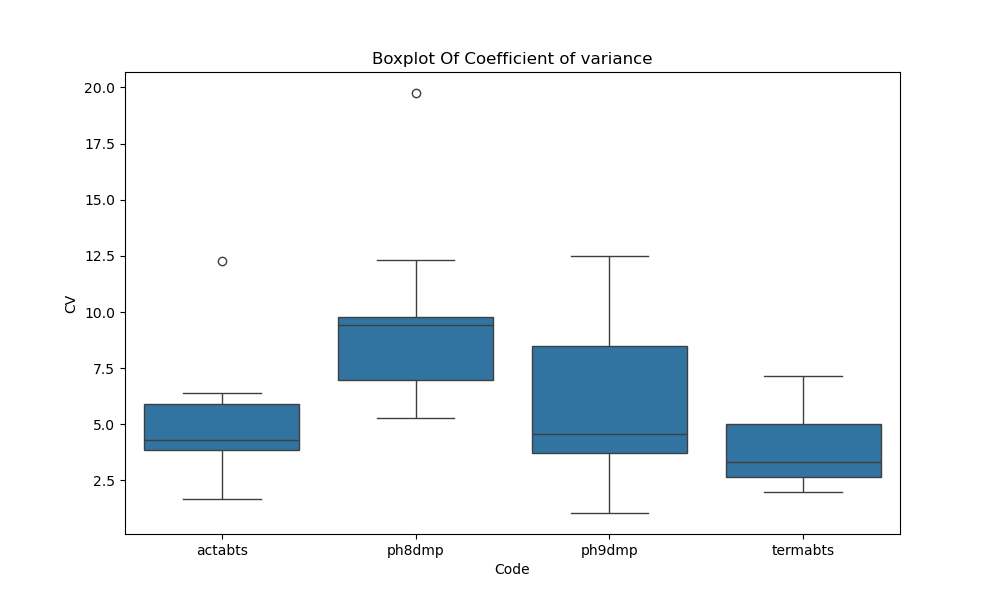 Boxplot Of Coefficient of variance
20.0
17.5
15.0
12.5
10.0
7.5
5.0
2.5
CV
actabts ph8dmp ph9dmp termabts
Code